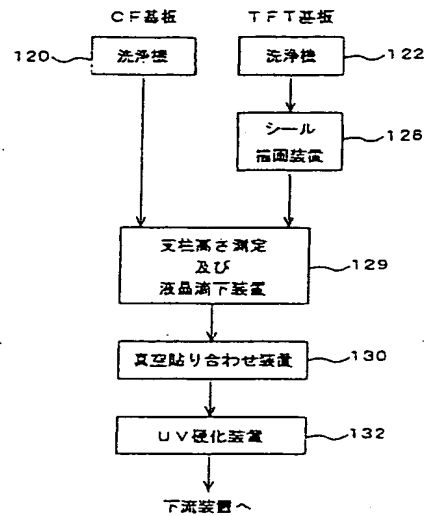 CF基板 TFT基板
120 洗浄機 洗浄機 122
シール
描画装置 126
支柱高さ測定
及び
液晶滴下装置 129
真空貼り合わせ装置 130
UV硬化装置 132
下流装置へ